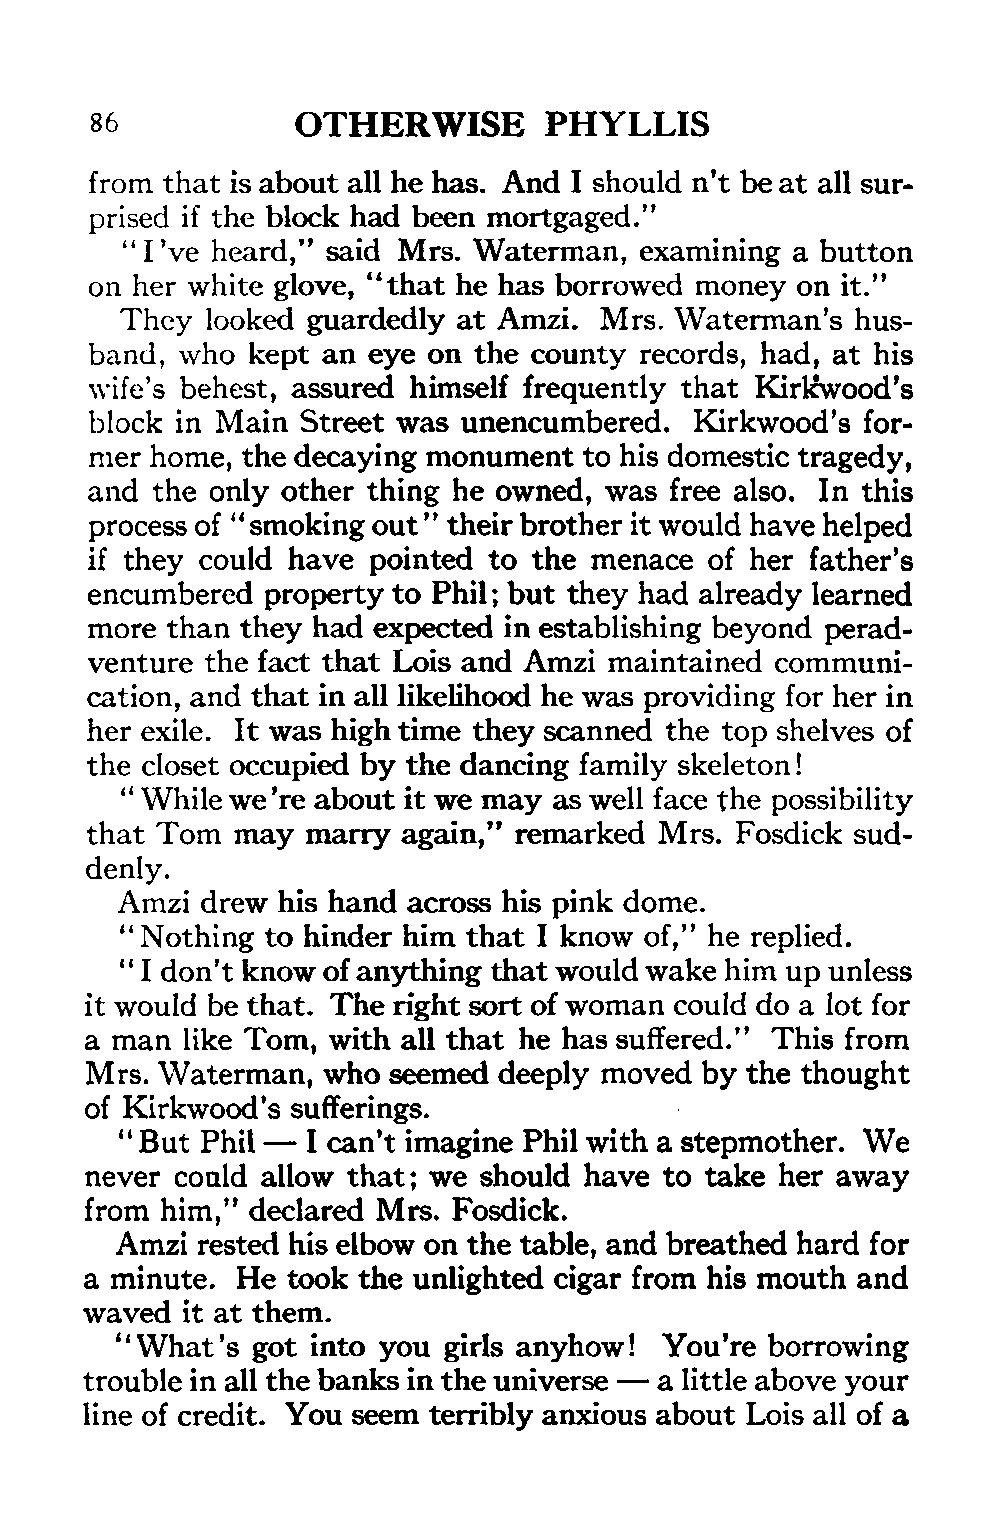 86 OTHERWISE PHYLLIS
from that is about all he has. And I should n't be at all sur-
prised if the block had been mortgaged."
"I 've heard," said Mrs. Waterman, examining a button
on her white glove, "that he has borrowed money on it."
They looked guardedly at Amzi. Mrs. Waterman's hus-
band, who kept an eye on the county records, had, at his
wife's behest, assured himself frequently that Kirkwood's
block in Main Street was unencumbered. Kirkwood's for-
mer home, the decaying monument to his domestic tragedy,
and the only other thing he owned, was free also. In this
process of "smoking out" their brother it would have helped
if they could have pointed to the menace of her father's
encumbered property to Phil; but they had already learned
more than they had expected in establishing beyond perad-
venture the fact that Lois and Amzi maintained communi-
cation, and that in all likelihood he was providing for her in
her exile. It was high time they scanned the top shelves of
the closet occupied by the dancing family skeleton!
"While we 're about it we may as well face the possibility
that Tom may marry again," remarked Mrs. Fosdick sud-
denly.
Amzi drew his hand across his pink dome.
"Nothing to hinder him that I know of," he replied.
"I don't know of anything that would wake him up unless
it would be that. The right sort of woman could do a lot for
a man like Tom, with all that he has suffered." This from
Mrs. Waterman, who seemed deeply moved by the thought
of Kirkwood's sufferings.
"But Phil — I can't imagine Phil with a stepmother. We
never could allow that; we should have to take her away
from him," declared Mrs. Fosdick.
Amzi rested his elbow on the table, and breathed hard for
a minute. He took the unlighted cigar from his mouth and
waved it at them.
"What 's got into you girls anyhow! You're borrowing
trouble in all the banks in the universe — a little above your
line of credit. You seem terribly anxious about Lois all of a